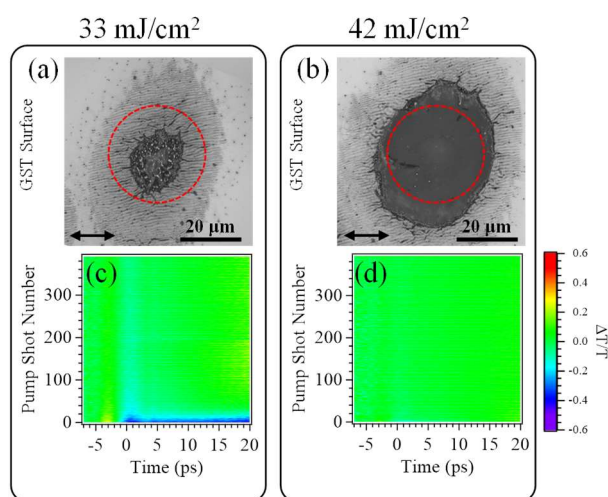 33 mJ/cm²
42 mJ/cm²
(a)
GST Surface
20 μm
(b)
GST Surface
20 μm
(c)
Pump Shot Number
300
200
100
0
-5 0 5 10 15 20
Time (ps)
(d)
Pump Shot Number
300
200
100
0
-5 0 5 10 15 20
Time (ps)
0.6
0.4
0.2
0.0
-0.2
-0.4
-0.6
ΔT/T